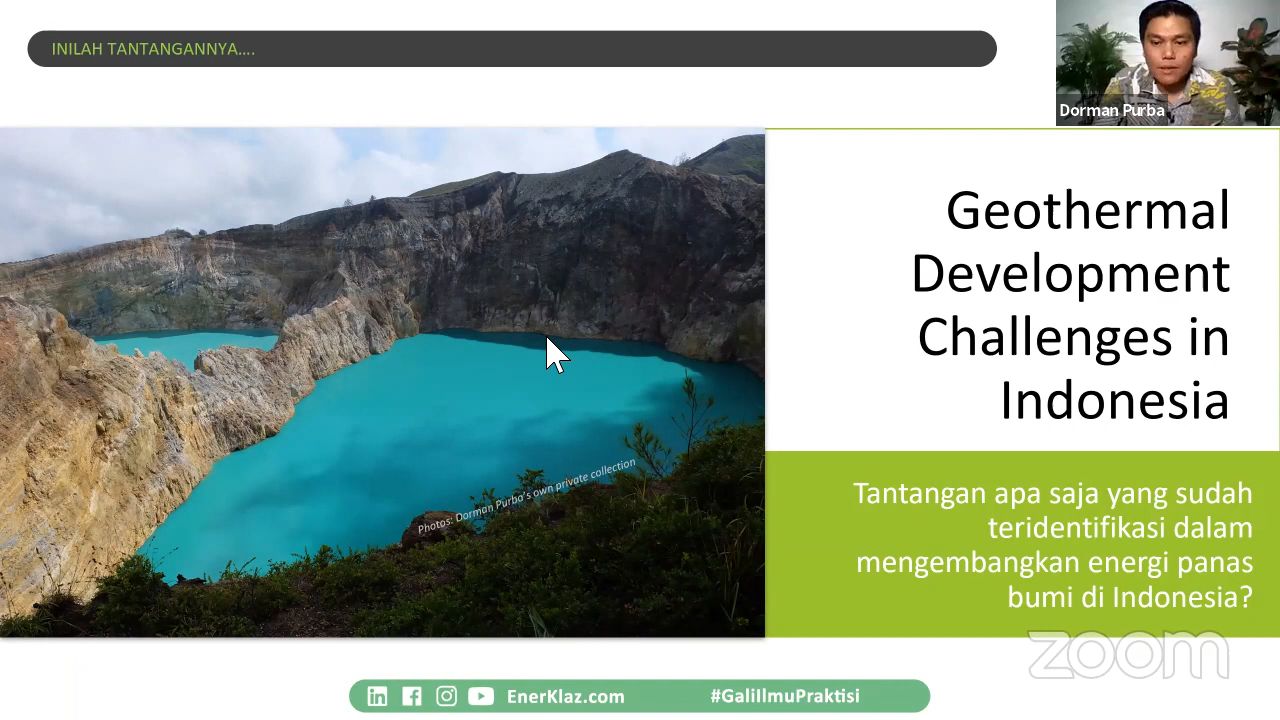 INILAH TANTANGANNYA....
Dorman Purba
Geothermal
Development
Challenges in
Indonesia
Photos: Dorman Purba's own private collection
Tantangan apa saja yang sudah
teridentifikasi dalam
mengembangkan energi panas
bumi di Indonesia?
zoom
EnerKlaz.com #GaliIlmuPraktisi